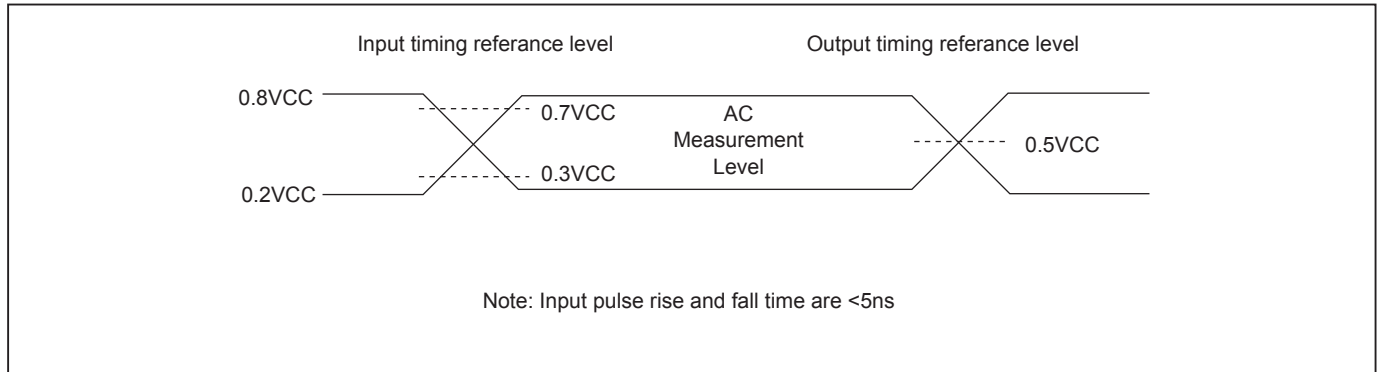 Input timing referance level
Output timing referance level
0.8VCC
0.7VCC
AC
Measurement
Level
0.5VCC
0.3VCC
0.2VCC
Note: Input pulse rise and fall time are <5ns